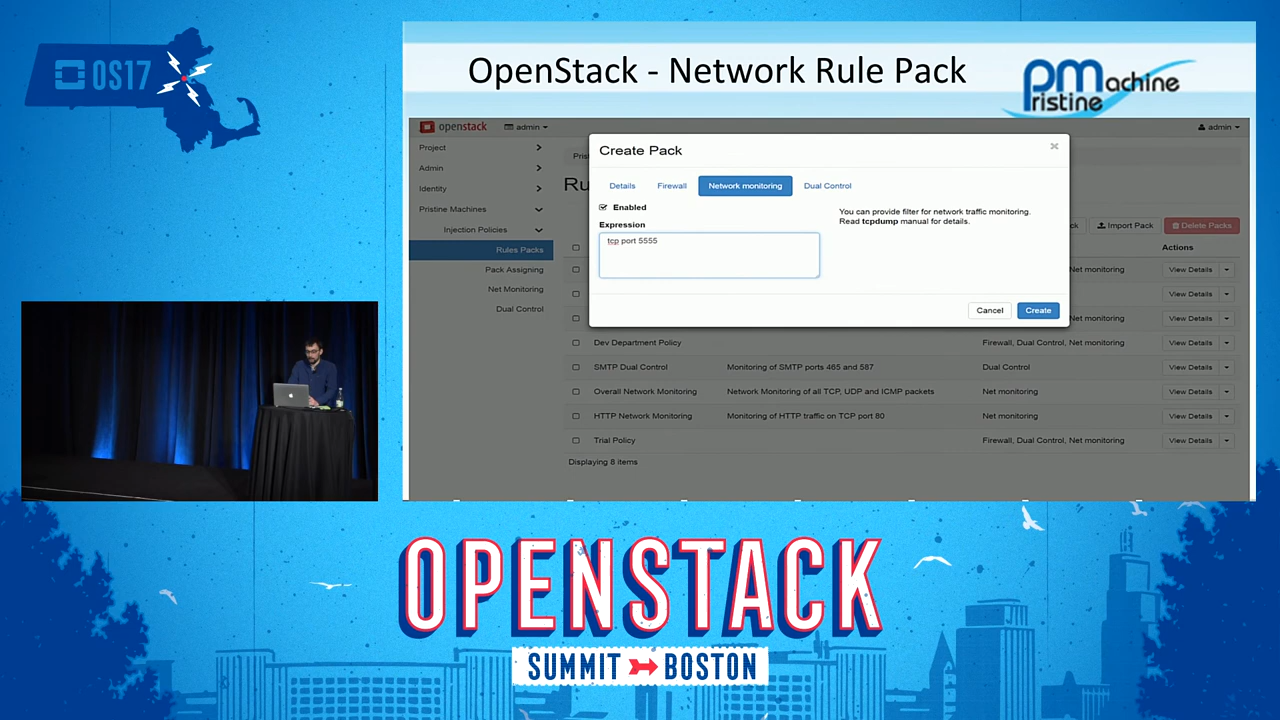 OS17
OpenStack - Network Rule Pack
PMachine
Pristine
openstack
admin
admin
Project
Admin
Identity
Pristine Machines
Injection Policies
Rules Packs
Pack Assigning
Net Monitoring
Dual Control
Create Pack
Details
Firewall
Network monitoring
Dual Control
Enabled
Expression
tcp port 5555
You can provide filter for network traffic monitoring.
Read tcpdump manual for details.
Cancel
Create
Import Pack
Delete Packs
Actions
Net monitoring View Details
View Details
Net monitoring View Details
Dev Department Policy Firewall, Dual Control, Net monitoring View Details
SMTP Dual Control Monitoring of SMTP ports 465 and 587 Dual Control View Details
Overall Network Monitoring Network Monitoring of all TCP, UDP and ICMP packets Net monitoring View Details
HTTP Network Monitoring Monitoring of HTTP traffic on TCP port 80 Net monitoring View Details
Trial Policy Firewall, Dual Control, Net monitoring View Details
Displaying 8 items
OPENSTACK
SUMMIT BOSTON